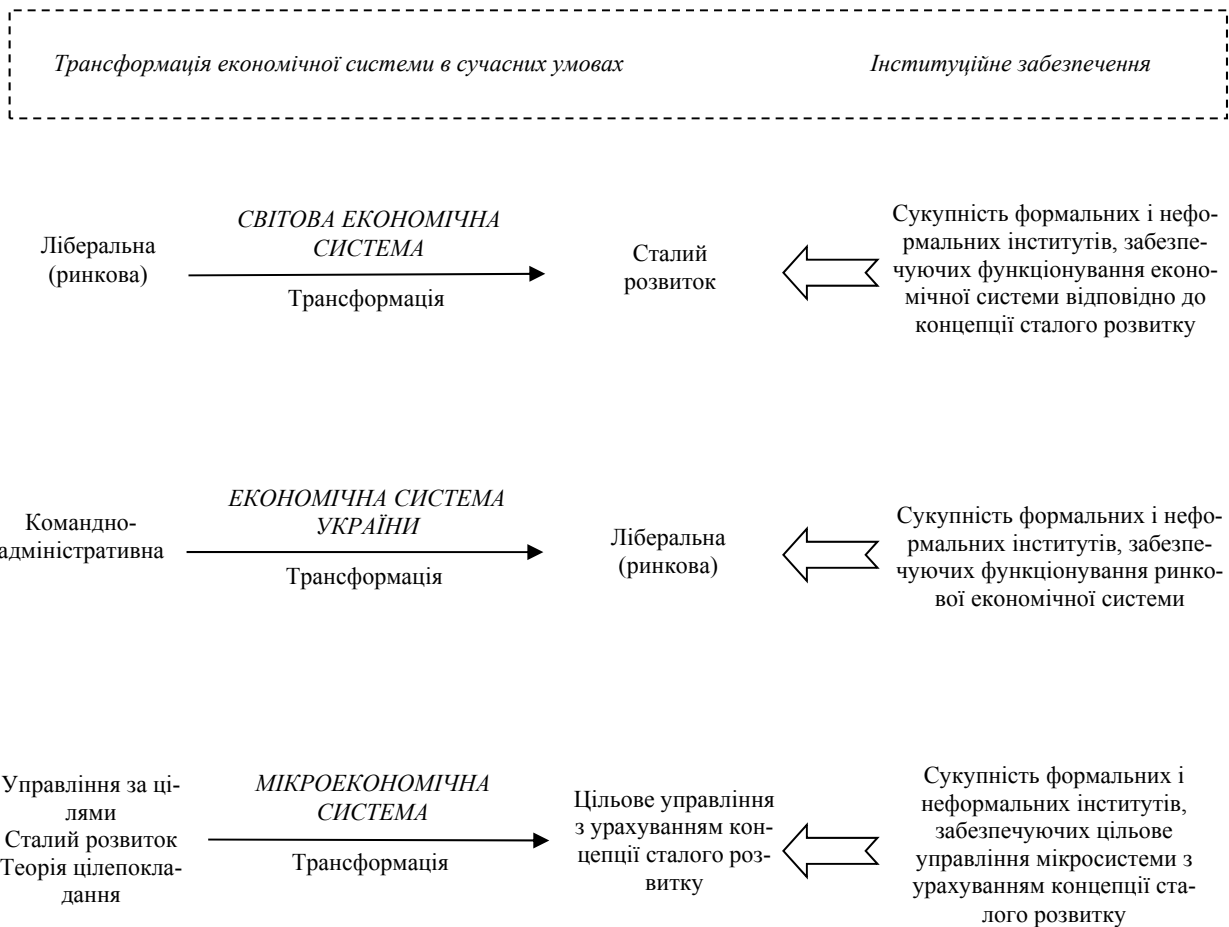 Трансформація економічної системи в сучасних умовах
Інституційне забезпечення
Ліберальна
(ринкова)
СВІТОВА ЕКОНОМІЧНА
СИСТЕМА
Трансформація
Сталий
розвиток
Сукупність формальних і нефо-
рмальних інститутів, забезпе-
чуючих функціонування еконо-
мічної системи відповідно до
концепції сталого розвитку
Командно-
адміністративна
ЕКОНОМІЧНА СИСТЕМА
УКРАЇНИ
Трансформація
Ліберальна
(ринкова)
Сукупність формальних і нефо-
рмальних інститутів, забезпе-
чуючих функціонування ринко-
вої економічної системи
Управління за ці-
лями
Сталий розвиток
Теорія цілепокла-
дання
МІКРОЕКОНОМІЧНА
СИСТЕМА
Трансформація
Цільове управління
з урахуванням кон-
цепції сталого роз-
витку
Сукупність формальних і
неформальних інститутів,
забезпечуючих цільове
управління мікросистеми з
урахуванням концепції ста-
лого розвитку